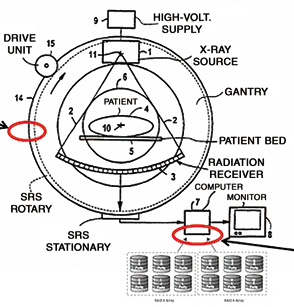 9
HIGH-VOLT.
SUPPLY
DRIVE
UNIT
15
11
1
X-RAY
SOURCE
14
6
GANTRY
2
PATIENT
4
2
10
5
PATIENT BED
RADIATION
RECEIVER
3
SRS
ROTARY
7
COMPUTER
MONITOR
SRS
STATIONARY
8